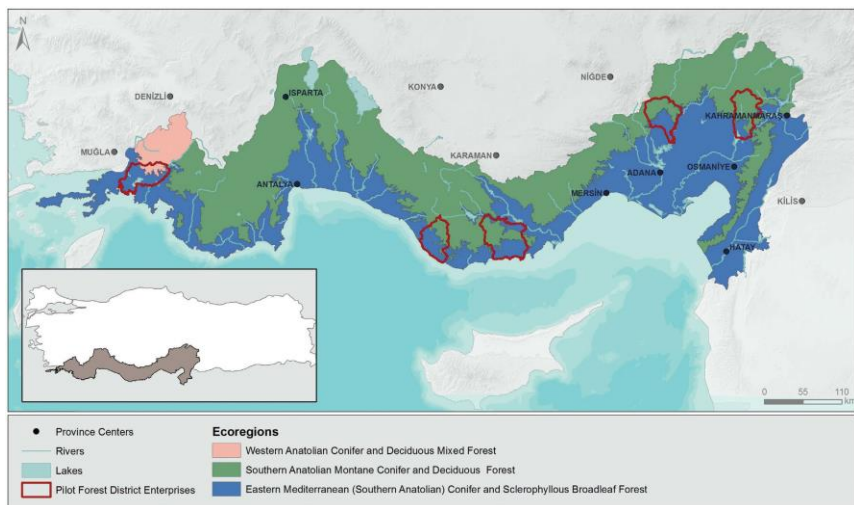 N
DENİZLİ
ISPARTA
KONYA
NİĞDE
KAHRAMANMARAŞ
MUĞLA
KARAMAN
ADANA
OSMANİYE
ANTALYA
MERSİN
KİLİS
HATAY
0 55 110
km
Province Centers
Rivers
Lakes
Pilot Forest District Enterprises
Ecoregions
Western Anatolian Conifer and Deciduous Mixed Forest
Southern Anatolian Montane Conifer and Deciduous Forest
Eastern Mediterranean (Southern Anatolian) Conifer and Sclerophyllous Broadleaf Forest